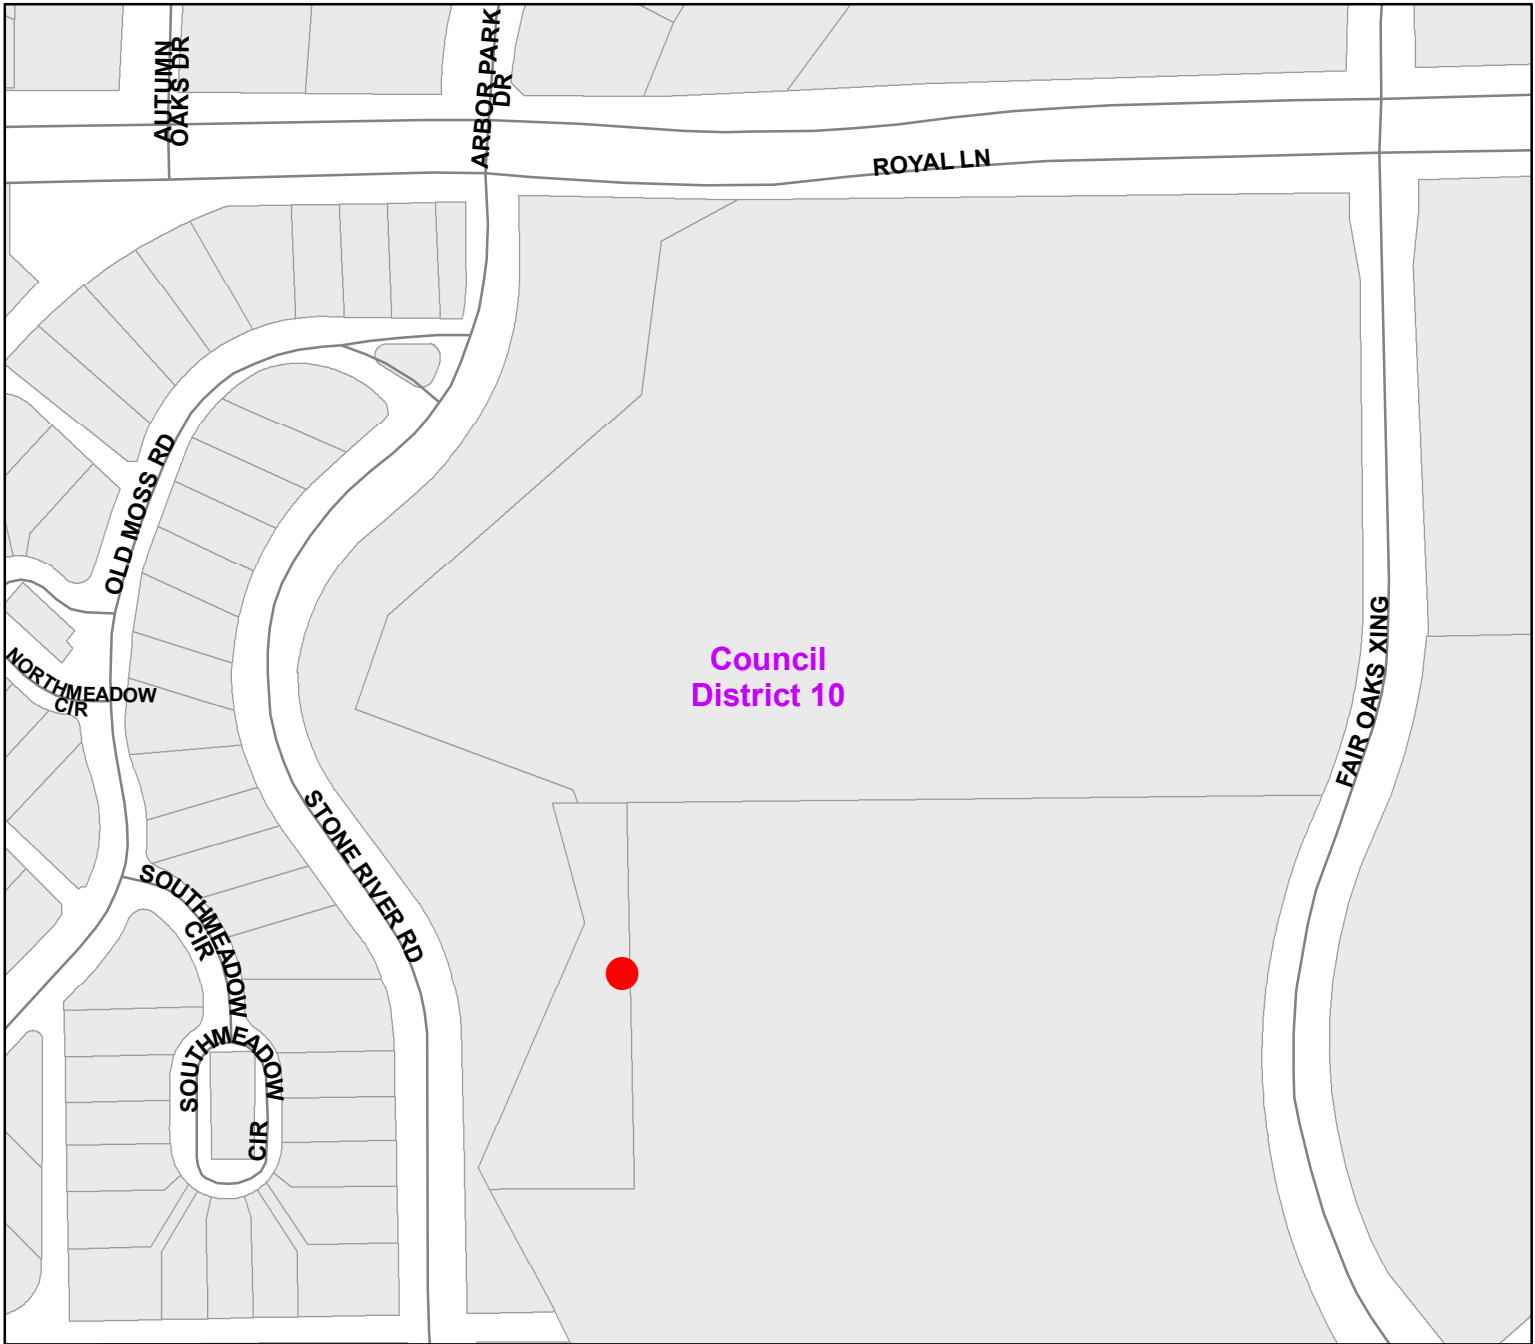 AUTUMN
OAKS DR
ARBOR PARK
DR
ROYAL LN
OLD MOSS RD
NORTHMEADOW
CIR
Council
District 10
FAIR OAKS XING
STONE RIVER RD
SOUTHMEADOW
CIR
SOUTHMEADOW
CIR